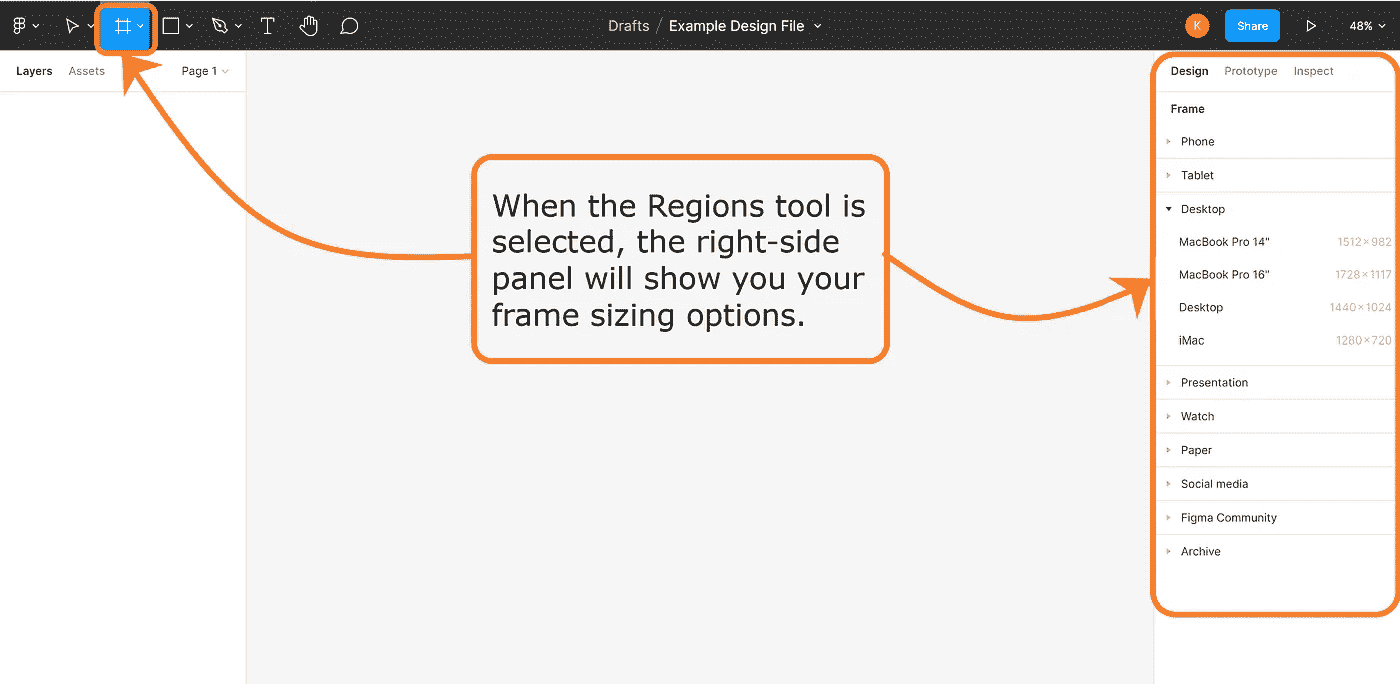 Drafts / Example Design File
K
Share
48%
Layers Assets Page 1
Design Prototype Inspect
Frame
Phone
Tablet
Desktop
MacBook Pro 14" 1512×982
MacBook Pro 16" 1728×1117
Desktop 1440×1024
iMac 1280×720
Presentation
Watch
Paper
Social media
Figma Community
Archive
When the Regions tool is
selected, the right-side
panel will show you your
frame sizing options.